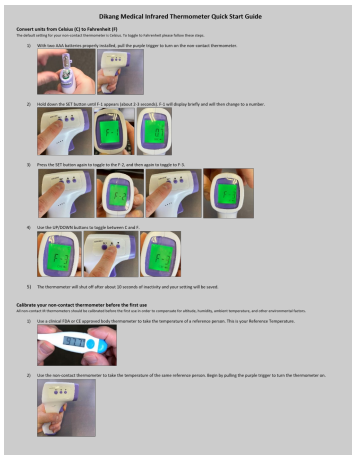 Dikang Medical Infrared Thermometer Quick Start Guide
Convert units from Celsius (C) to Fahrenheit (F)
The default setting for your non-contact thermometer is Celsius. To toggle to Fahrenheit please follow these steps.
1) With two AAA batteries properly installed, pull the purple trigger to turn on the non-contact thermometer.
2) Hold down the SET button until F-1 appears (about 2-3 seconds). F-1 will display briefly and will then change to a number.
3) Press the SET button again to toggle to the F-2, and then again to toggle to F-3.
4) Use the UP/DOWN buttons to toggle between C and F.
5) The thermometer will shut off after about 10 seconds of inactivity and your setting will be saved.
Calibrate your non-contact thermometer before the first use
All non-contact IR thermometers should be calibrated before the first use in order to compensate for altitude, humidity, ambient temperature, and other environmental factors.
1) Use a clinical FDA or CE approved body thermometer to take the temperature of a reference person. This is your Reference Temperature.
2) Use the non-contact thermometer to take the temperature of the same reference person. Begin by pulling the purple trigger to turn the thermometer on.